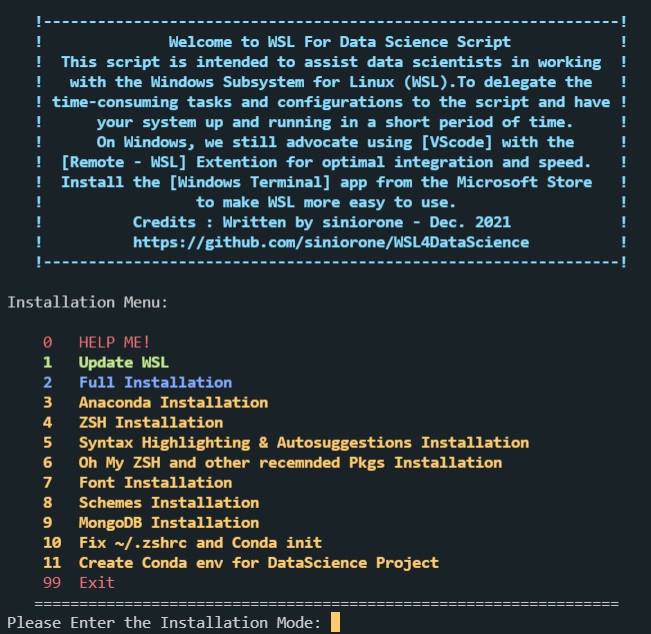 !----------------------------------------------------------------!
! Welcome to WSL For Data Science Script !
! This script is intended to assist data scientists in working !
! with the Windows Subsystem for Linux (WSL).To delegate the !
! time-consuming tasks and configurations to the script and have !
! your system up and running in a short period of time. !
! On Windows, we still advocate using [VScode] with the !
! [Remote - WSL] Extention for optimal integration and speed. !
! Install the [Windows Terminal] app from the Microsoft Store !
! to make WSL more easy to use. !
! Credits : Written by siniorone - Dec. 2021 !
! https://github.com/siniorone/WSL4DataScience !
!----------------------------------------------------------------!
Installation Menu:
0 HELP ME!
1 Update WSL
2 Full Installation
3 Anaconda Installation
4 ZSH Installation
5 Syntax Highlighting & Autosuggestions Installation
6 Oh My ZSH and other recemnded Pkgs Installation
7 Font Installation
8 Schemes Installation
9 MongoDB Installation
10 Fix ~/.zshrc and Conda init
11 Create Conda env for DataScience Project
99 Exit
=================================================================
Please Enter the Installation Mode: